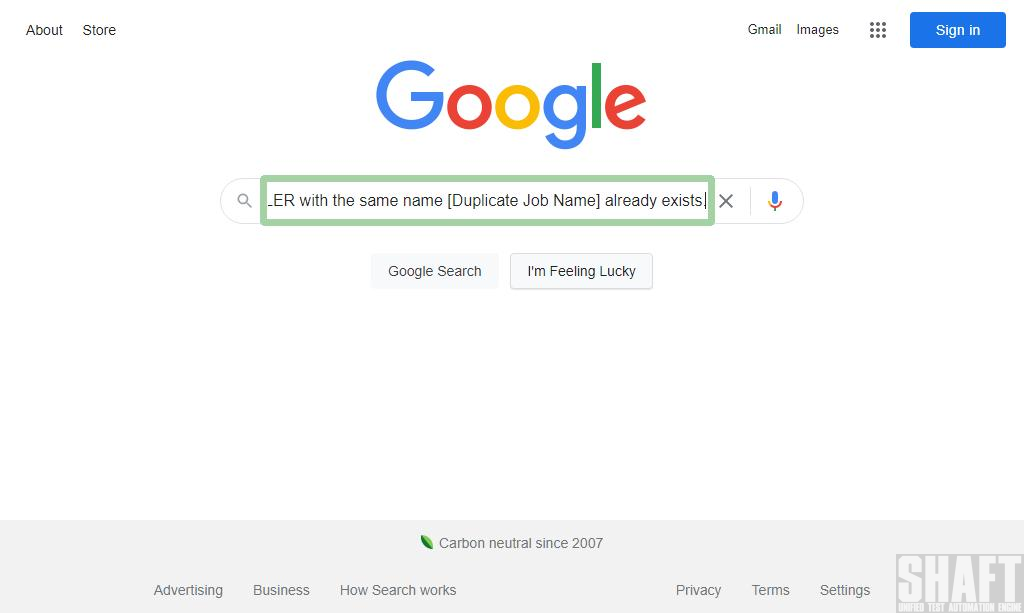 About Store Gmail Images Sign in
Google
LER with the same name [Duplicate Job Name] already exists.
Google Search I'm Feeling Lucky
Carbon neutral since 2007
Advertising Business How Search works Privacy Terms Settings
SHAFT
UNIFIED TEST AUTOMATION ENGINE